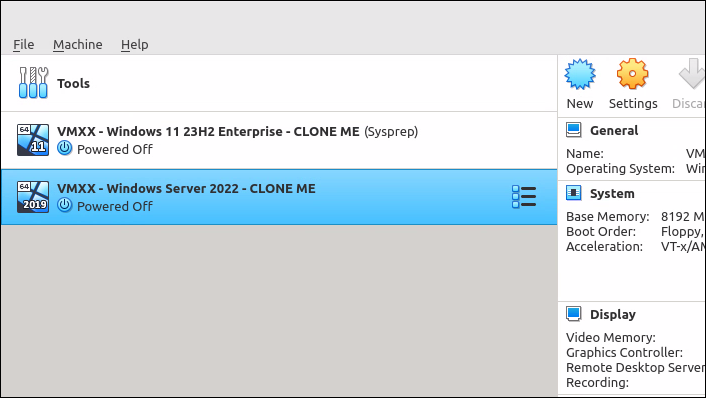 File Machine Help
Tools
New Settings Discar
64
11
VMXX - Windows 11 23H2 Enterprise - CLONE ME (Sysprep)
Powered Off
64
2019
VMXX - Windows Server 2022 - CLONE ME
Powered Off
General
Name: VM
Operating System: Win
System
Base Memory: 8192 M
Boot Order: Floppy,
Acceleration: VT-x/AM
Display
Video Memory:
Graphics Controller:
Remote Desktop Server
Recording: